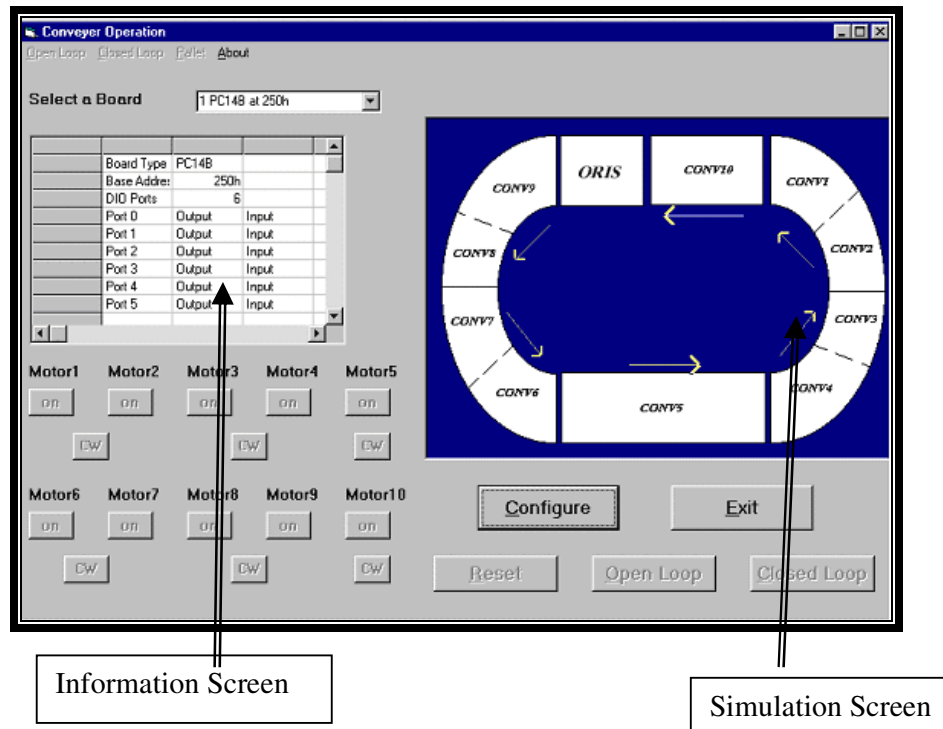 Conveyer Operation
Open Loop Closed Loop Pallet About
Select a Board 1 PC14B at 250h
Board Type PC14B
Base Addre: 250h
DIO Ports 6
Port 0 Output Input
Port 1 Output Input
Port 2 Output Input
Port 3 Output Input
Port 4 Output Input
Port 5 Output Input
CONV9 ORIS CONV10 CONV1
CONV8 CONV2
CONV7 CONV3
CONV6 CONV5 CONV4
Motor1 Motor2 Motor3 Motor4 Motor5
on on on on on
CW CW CW
Motor6 Motor7 Motor8 Motor9 Motor10
on on on on on
CW CW CW
Configure Exit
Reset Open Loop Closed Loop
Information Screen
Simulation Screen